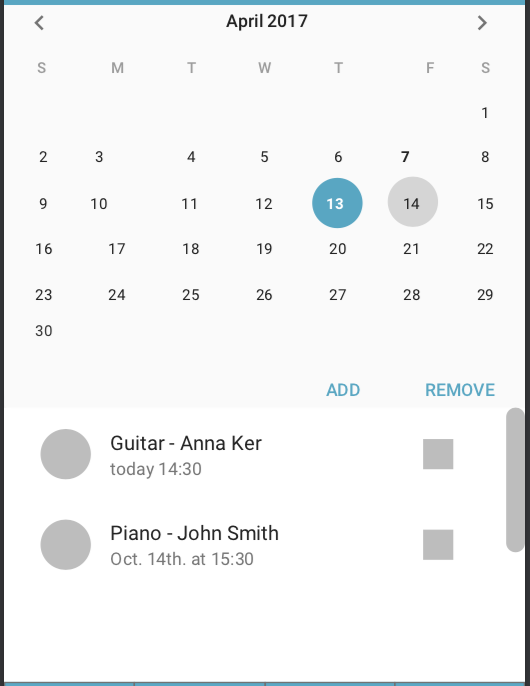 April 2017
S M T W T F S
1
2 3 4 5 6 7 8
9 10 11 12 13 14 15
16 17 18 19 20 21 22
23 24 25 26 27 28 29
30
ADD REMOVE
Guitar - Anna Ker
today 14:30
Piano - John Smith
Oct. 14th. at 15:30